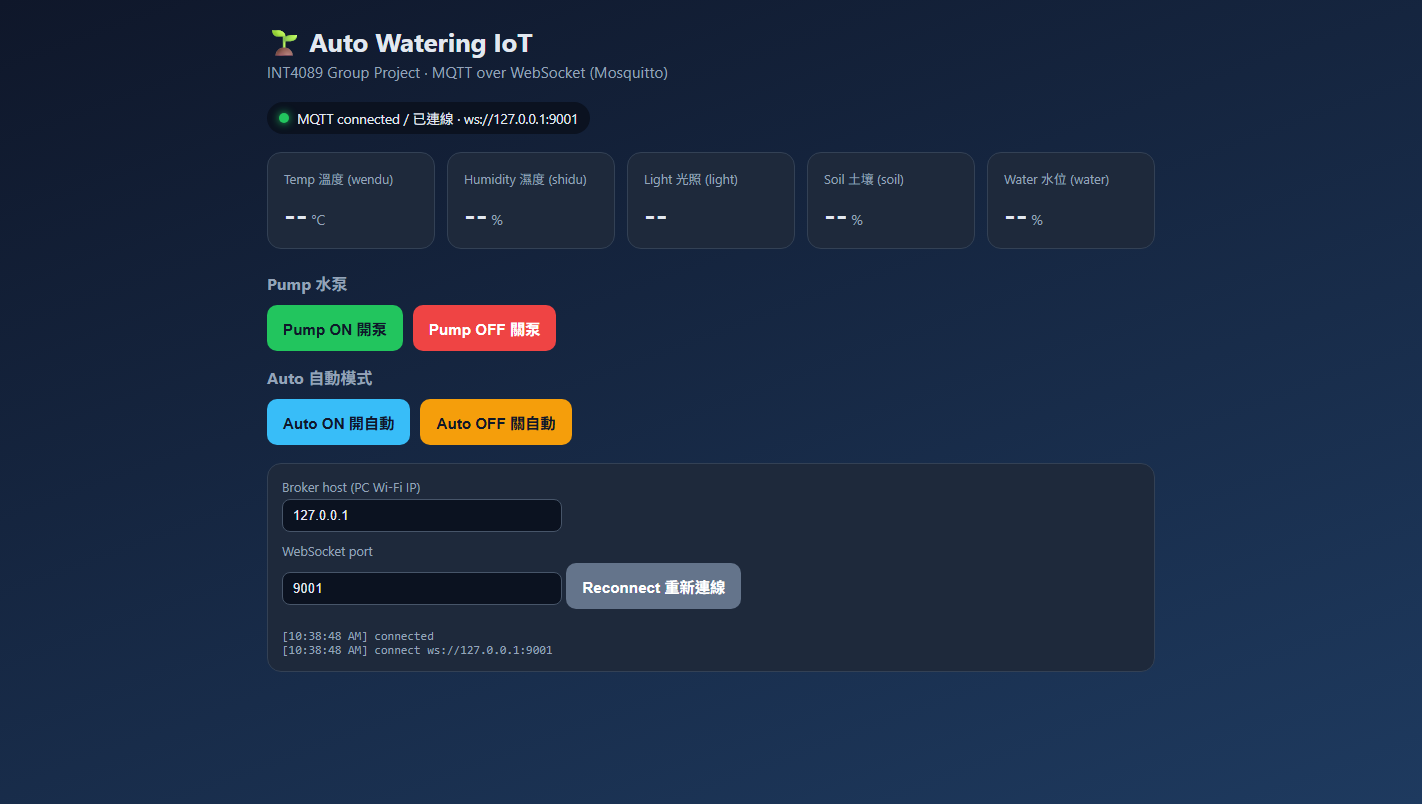 Auto Watering IoT
INT4089 Group Project · MQTT over WebSocket (Mosquitto)
MQTT connected / 已連線 · ws://127.0.0.1:9001
Temp 溫度 (wendu)
-- °C
Humidity 濕度 (shidu)
-- %
Light 光照 (light)
--
Soil 土壤 (soil)
-- %
Water 水位 (water)
-- %
Pump 水泵
Pump ON 開泵
Pump OFF 關泵
Auto 自動模式
Auto ON 開自動
Auto OFF 關自動
Broker host (PC Wi-Fi IP)
127.0.0.1
WebSocket port
9001
Reconnect 重新連線
[10:38:48 AM] connected
[10:38:48 AM] connect ws://127.0.0.1:9001